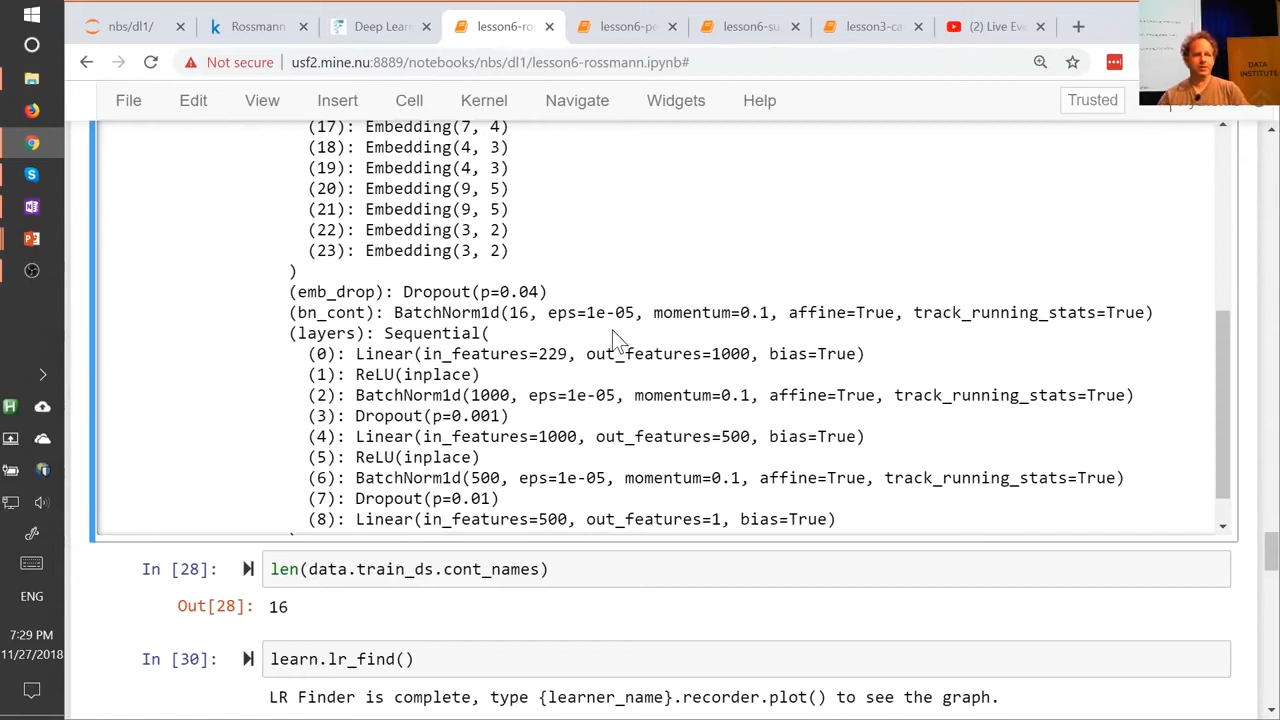 nbs/dl1/
Rossmann
Deep Learn
lesson6-ro
lesson6-pe
lesson6-su
lesson3-ca
(2) Live Eve
Not secure
usf2.mine.nu:8889/notebooks/nbs/dl1/lesson6-rossmann.ipynb#
DATA
INSTITUTE
File
Edit
View
Insert
Cell
Kernel
Navigate
Widgets
Help
Trusted
(17): Embedding(7, 4)
(18): Embedding(4, 3)
(19): Embedding(4, 3)
(20): Embedding(9, 5)
(21): Embedding(9, 5)
(22): Embedding(3, 2)
(23): Embedding(3, 2)
)
(emb_drop): Dropout(p=0.04)
(bn_cont): BatchNorm1d(16, eps=1e-05, momentum=0.1, affine=True, track_running_stats=True)
(layers): Sequential(
(0): Linear(in_features=229, out_features=1000, bias=True)
(1): ReLU(inplace)
(2): BatchNorm1d(1000, eps=1e-05, momentum=0.1, affine=True, track_running_stats=True)
(3): Dropout(p=0.001)
(4): Linear(in_features=1000, out_features=500, bias=True)
(5): ReLU(inplace)
(6): BatchNorm1d(500, eps=1e-05, momentum=0.1, affine=True, track_running_stats=True)
(7): Dropout(p=0.01)
(8): Linear(in_features=500, out_features=1, bias=True)
In [28]: len(data.train_ds.cont_names)
Out[28]: 16
In [30]: learn.lr_find()
LR Finder is complete, type {learner_name}.recorder.plot() to see the graph.
ENG
7:29 PM
11/27/2018